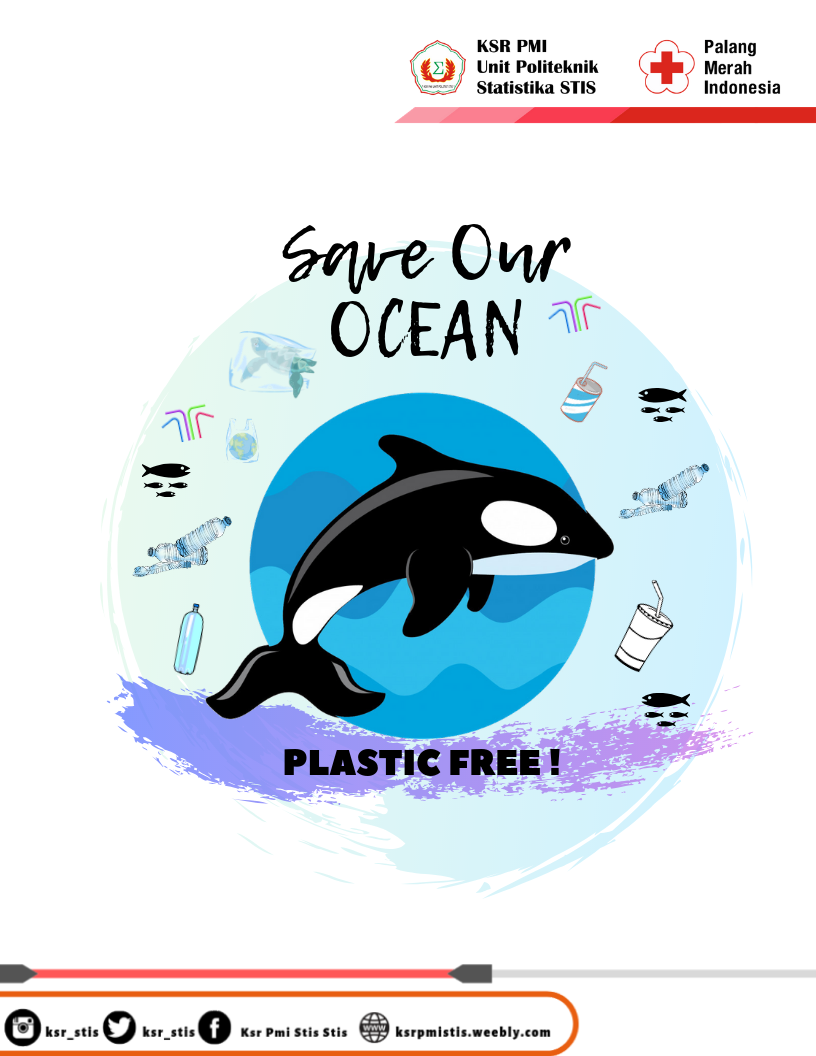 KSR PMI
Unit Politeknik
Statistika STIS
Palang
Merah
Indonesia
Save Our
OCEAN
PLASTIC FREE !
ksr_stis
ksr_stis
Ksr Pmi Stis Stis
ksrpmistis.weebly.com